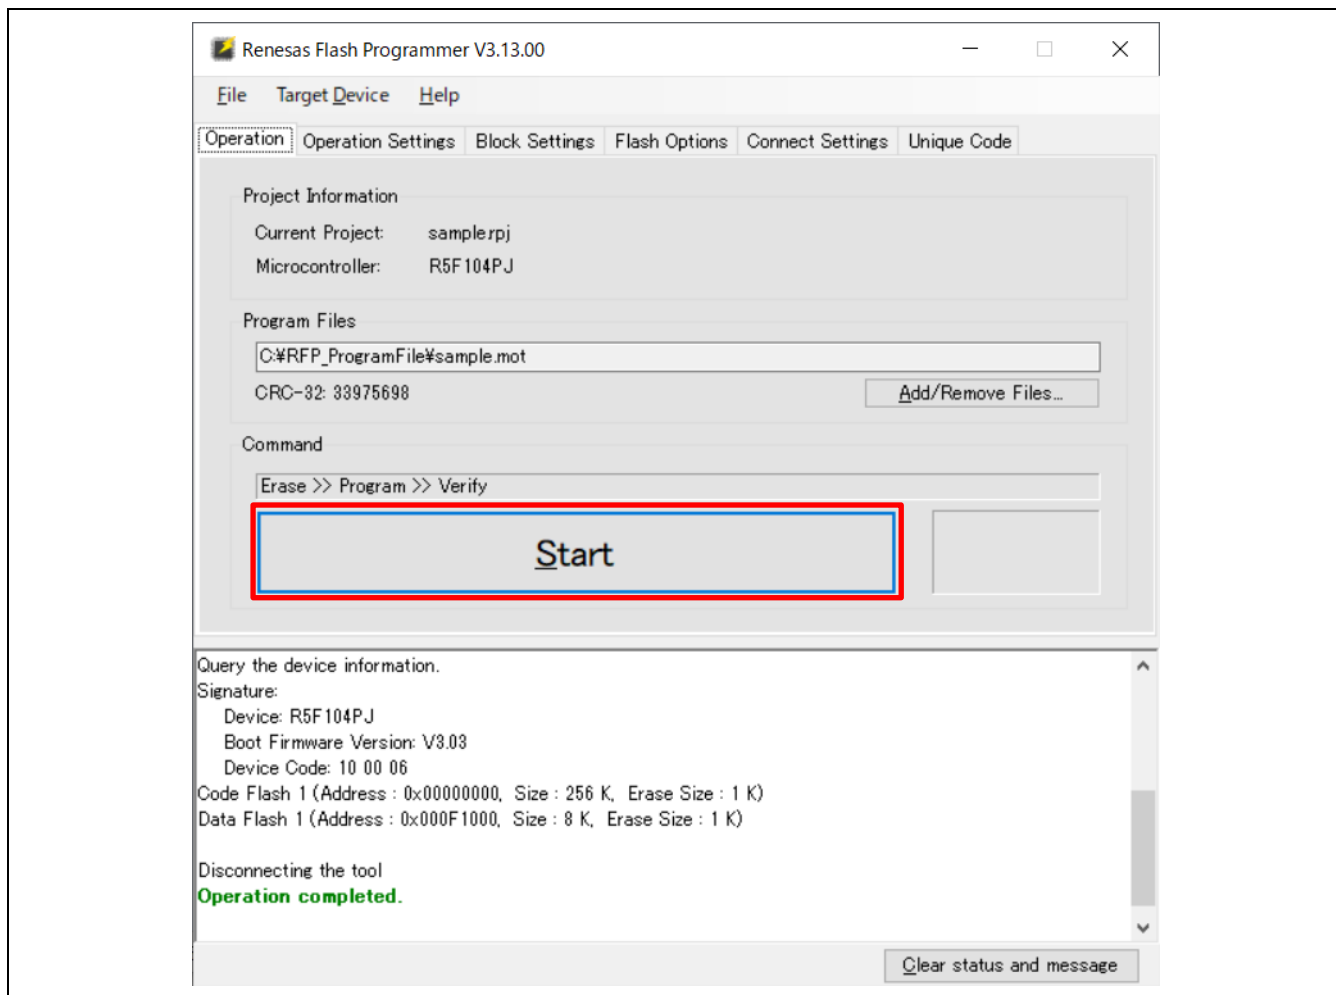 Renesas Flash Programmer V3.13.00
File Target Device Help
Operation Operation Settings Block Settings Flash Options Connect Settings Unique Code
Project Information
Current Project: sample.rpj
Microcontroller: R5F104PJ
Program Files
C:¥RFP_ProgramFile¥sample.mot
CRC-32: 33975698 Add/Remove Files...
Command
Erase >> Program >> Verify
Start
Query the device information.
Signature:
Device: R5F104PJ
Boot Firmware Version: V3.03
Device Code: 10 00 06
Code Flash 1 (Address : 0x00000000, Size : 256 K, Erase Size : 1 K)
Data Flash 1 (Address : 0x000F1000, Size : 8 K, Erase Size : 1 K)
Disconnecting the tool
Operation completed.
Clear status and message